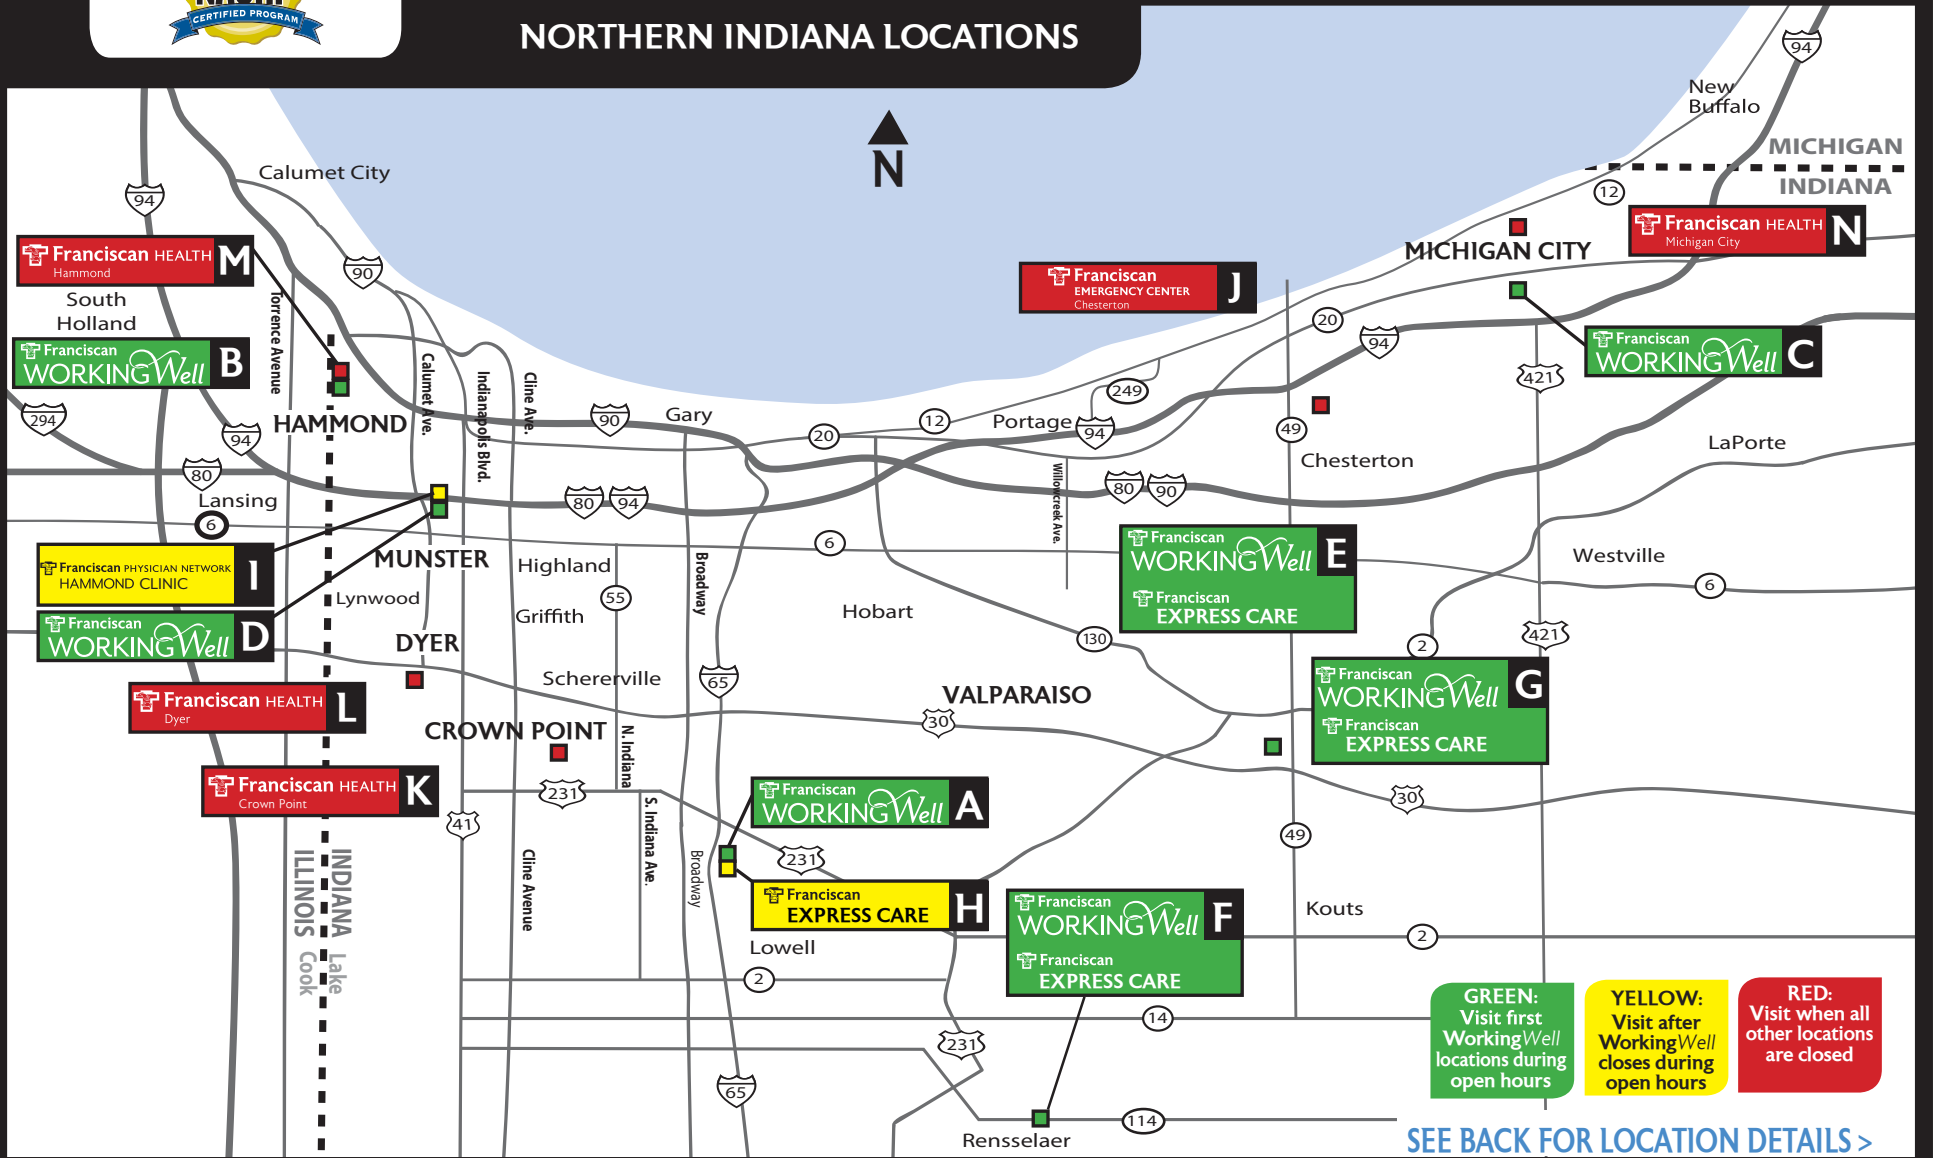 CERTIFIED PROGRAM
NORTHERN INDIANA LOCATIONS
94
New
Buffalo
MICHIGAN
INDIANA
N
Calumet City
94
12
90
Franciscan HEALTH
Hammond
M
Franciscan HEALTH
Michigan City
N
MICHIGAN CITY
Franciscan
EMERGENCY CENTER
Chesterton
J
South
Holland
Torrence Avenue
20
94
Franciscan
WORKINGWell
B
Franciscan
WORKINGWell
C
Calumet Ave.
Indianapolis Blvd.
Cline Ave.
421
249
294
94
HAMMOND
90
Gary
20
12
Portage
94
49
Chesterton
LaPorte
80
Lansing
6
80
94
Willowcreek Ave.
80
90
6
Franciscan PHYSICIAN NETWORK
HAMMOND CLINIC
I
MUNSTER
Highland
Broadway
Franciscan
WORKINGWell
Franciscan
EXPRESS CARE
E
Westville
6
Lynwood
55
Griffith
Hobart
130
421
2
Franciscan
WORKINGWell
D
DYER
Schererville
65
VALPARAISO
30
Franciscan
WORKINGWell
Franciscan
EXPRESS CARE
G
Franciscan HEALTH
Dyer
L
CROWN POINT
N. Indiana
Franciscan HEALTH
Crown Point
K
231
41
S. Indiana Ave.
Franciscan
WORKINGWell
A
30
49
231
ILLINOIS
INDIANA
Cook
Lake
Cline Avenue
Broadway
Franciscan
EXPRESS CARE
H
Lowell
2
Franciscan
WORKINGWell
Franciscan
EXPRESS CARE
F
Kouts
2
14
231
65
Rensselaer
114
GREEN:
Visit first
WorkingWell
locations during
open hours
YELLOW:
Visit after
WorkingWell
closes during
open hours
RED:
Visit when all
other locations
are closed
SEE BACK FOR LOCATION DETAILS >